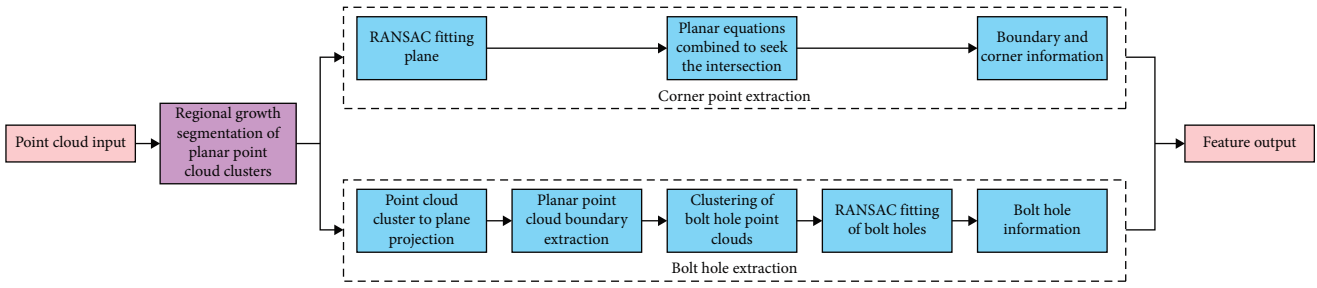 Point cloud input
Regional growth
segmentation of
planar point
cloud clusters
RANSAC fitting
plane
Planar equations
combined to seek
the intersection
Boundary and
corner information
Corner point extraction
Point cloud
cluster to plane
projection
Planar point
cloud boundary
extraction
Clustering of
bolt hole point
clouds
RANSAC fitting
of bolt holes
Bolt hole
information
Bolt hole extraction
Feature output